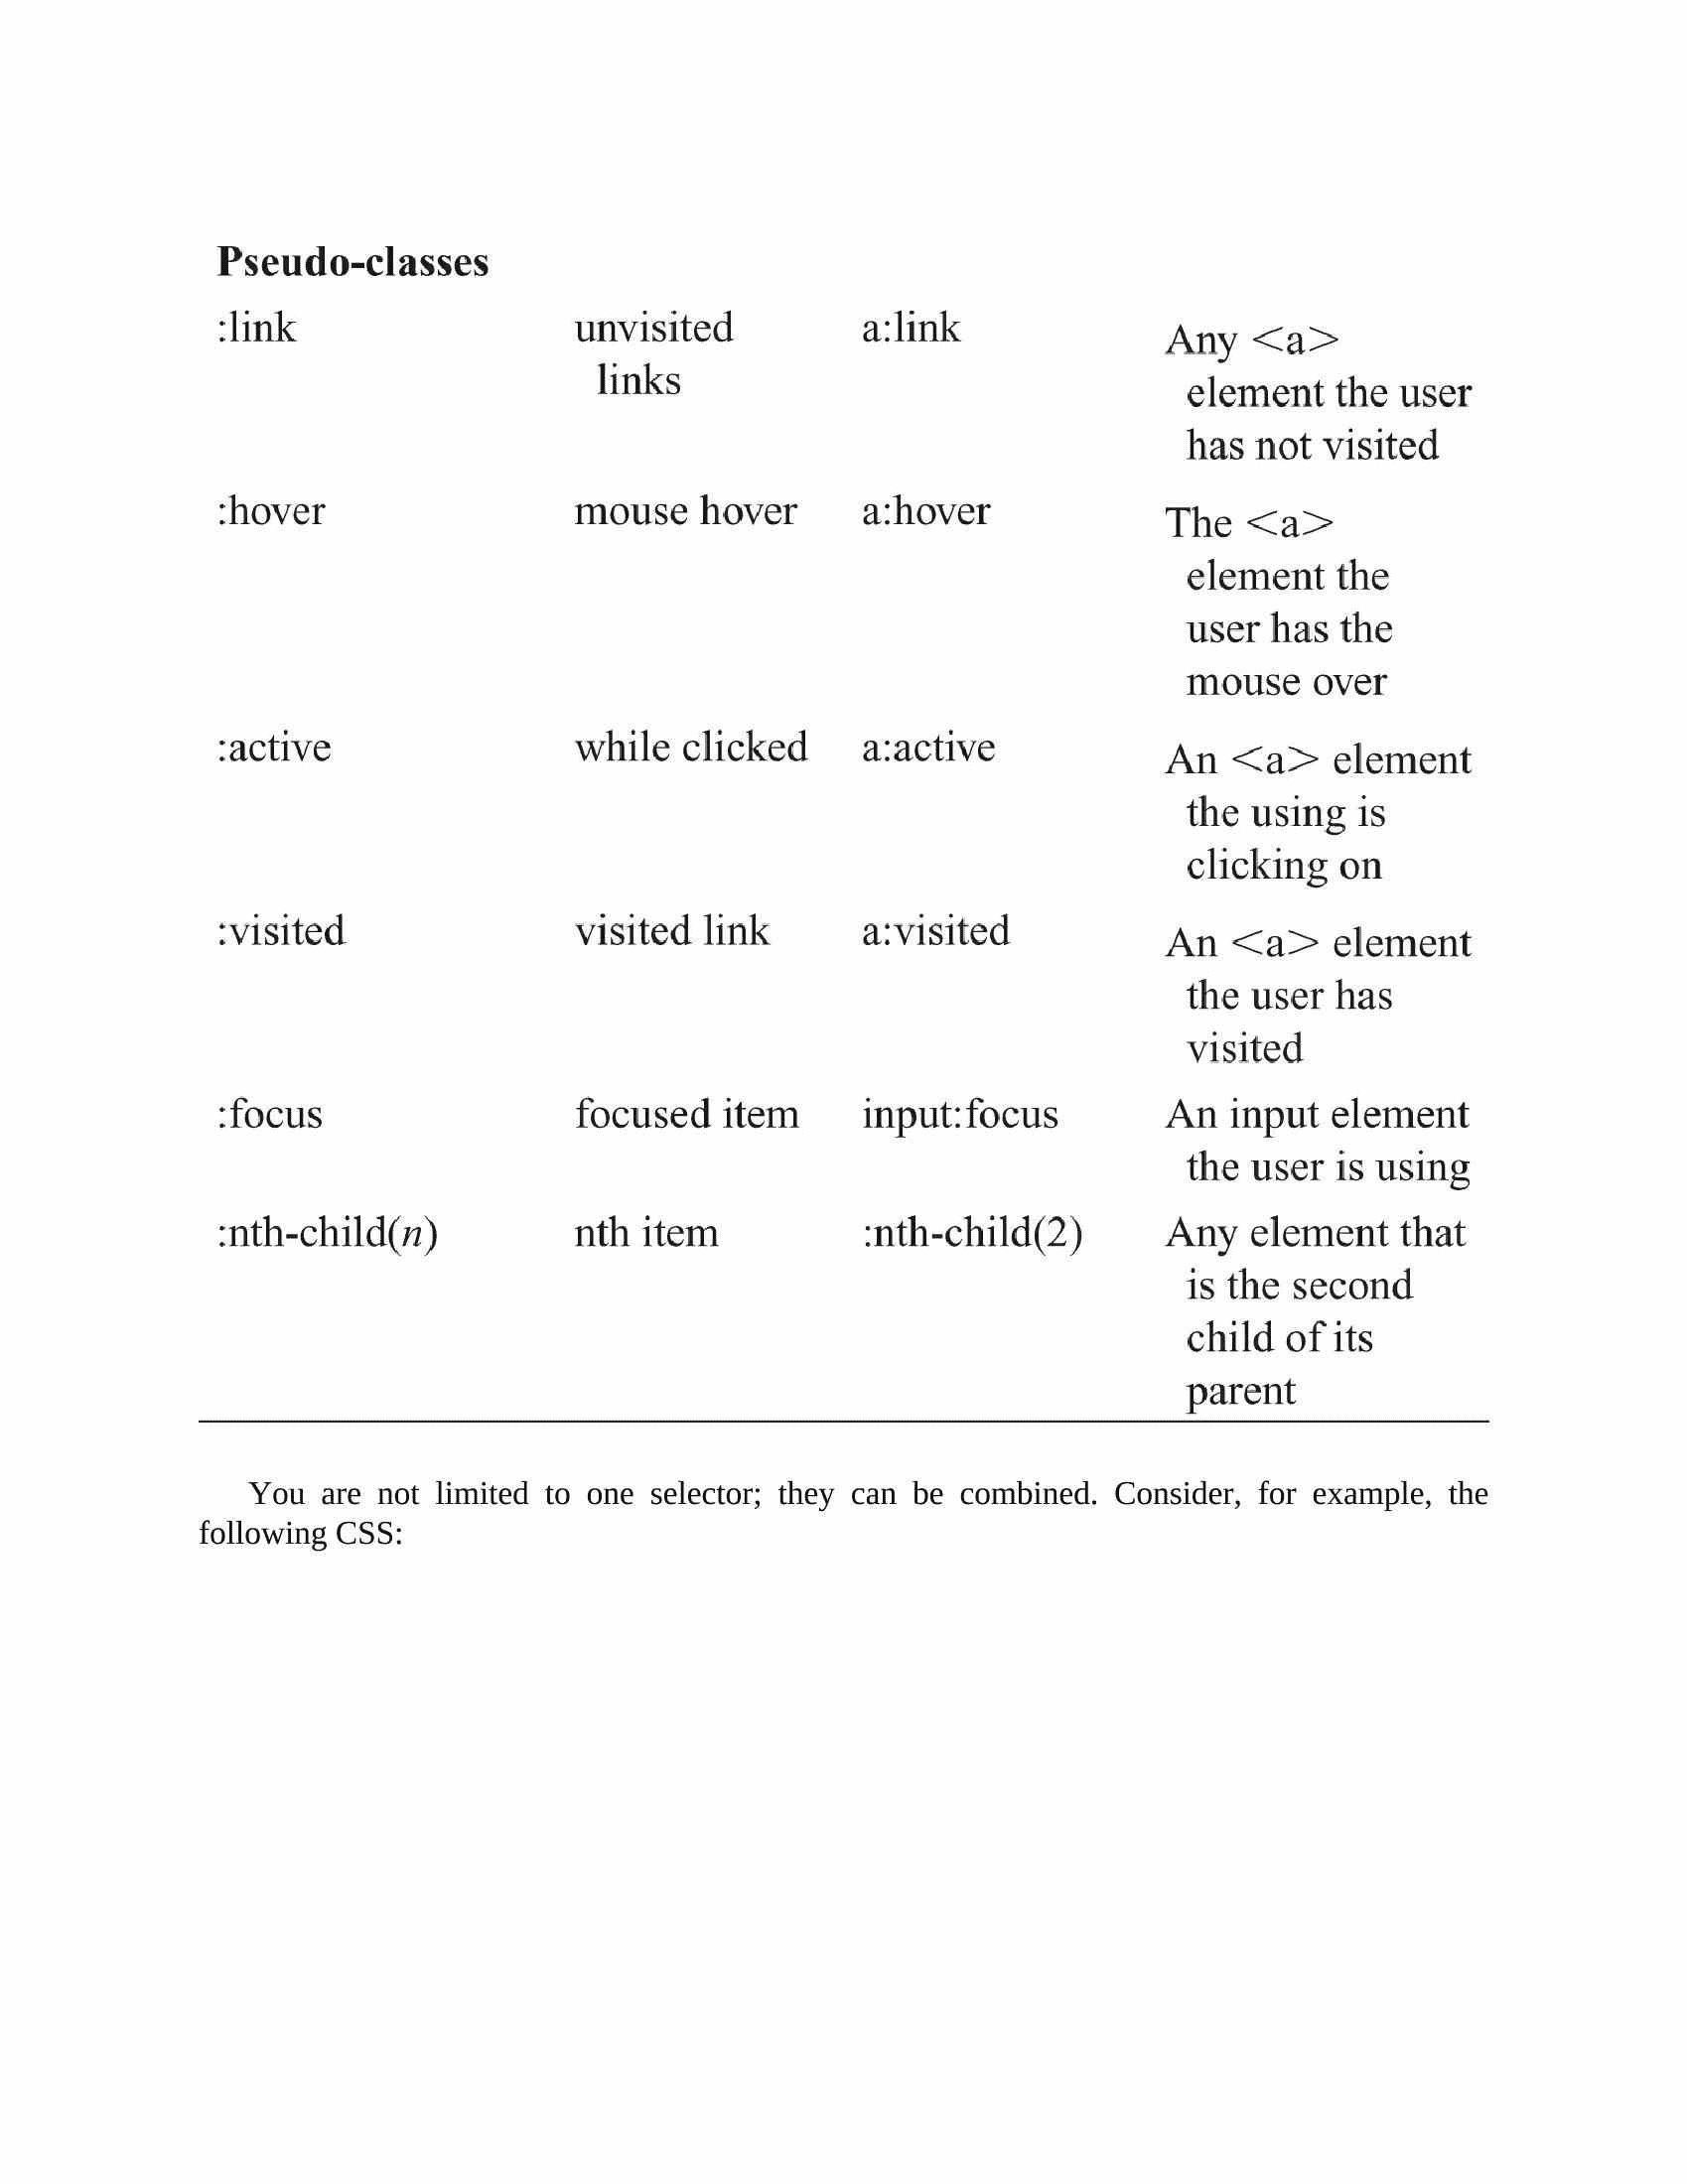 Pseudo-classes
:link unvisited links a:link Any <a> element the user has not visited
:hover mouse hover a:hover The <a> element the user has the mouse over
:active while clicked a:active An <a> element the using is clicking on
:visited visited link a:visited An <a> element the user has visited
:focus focused item input:focus An input element the user is using
:nth-child(n) nth item :nth-child(2) Any element that is the second child of its parent
You are not limited to one selector; they can be combined. Consider, for example, the
following CSS: